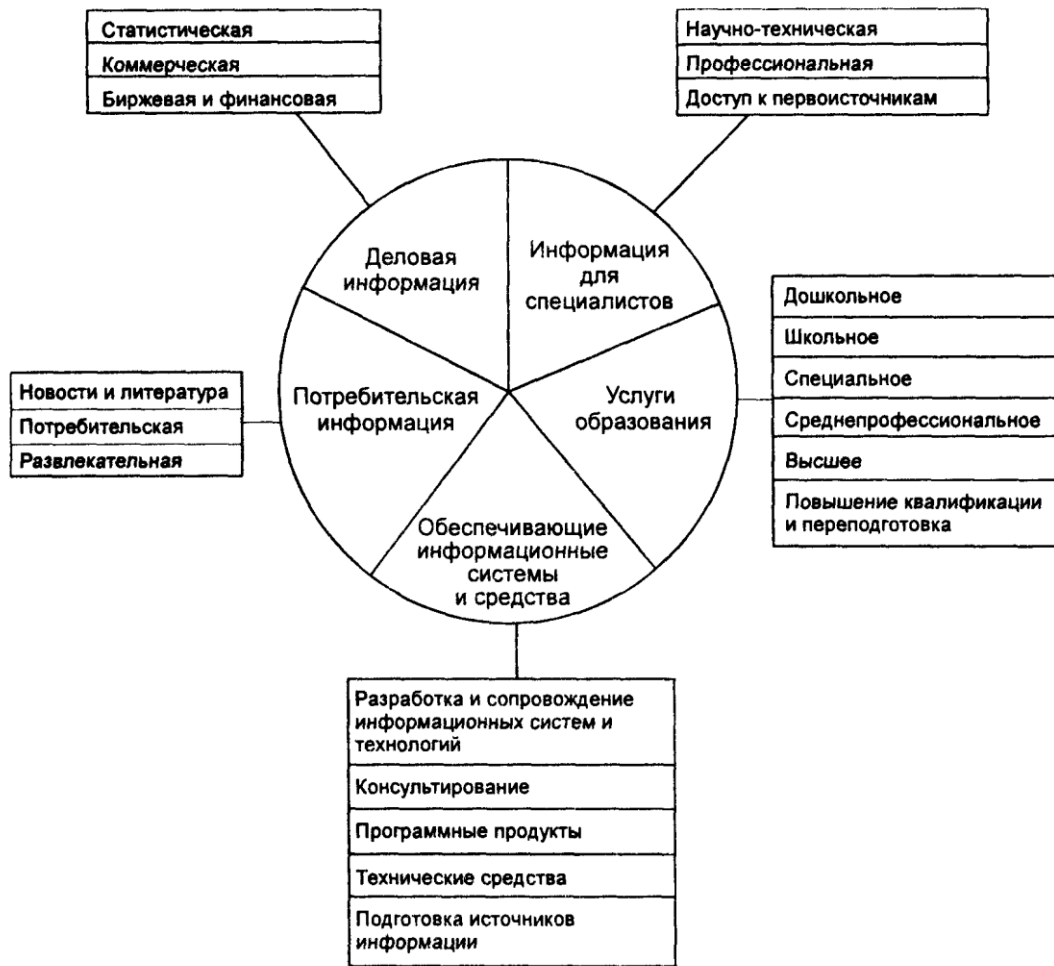 Статистическая
Коммерческая
Биржевая и финансовая
Научно-техническая
Профессиональная
Доступ к первоисточникам
Деловая
информация
Информация
для
специалистов
Дошкольное
Школьное
Специальное
Среднепрофессиональное
Высшее
Повышение квалификации
и переподготовка
Новости и литература
Потребительская
Развлекательная
Потребительская
информация
Услуги
образования
Обеспечивающие
информационные
системы
и средства
Разработка и сопровождение
информационных систем и
технологий
Консультирование
Программные продукты
Технические средства
Подготовка источников
информации